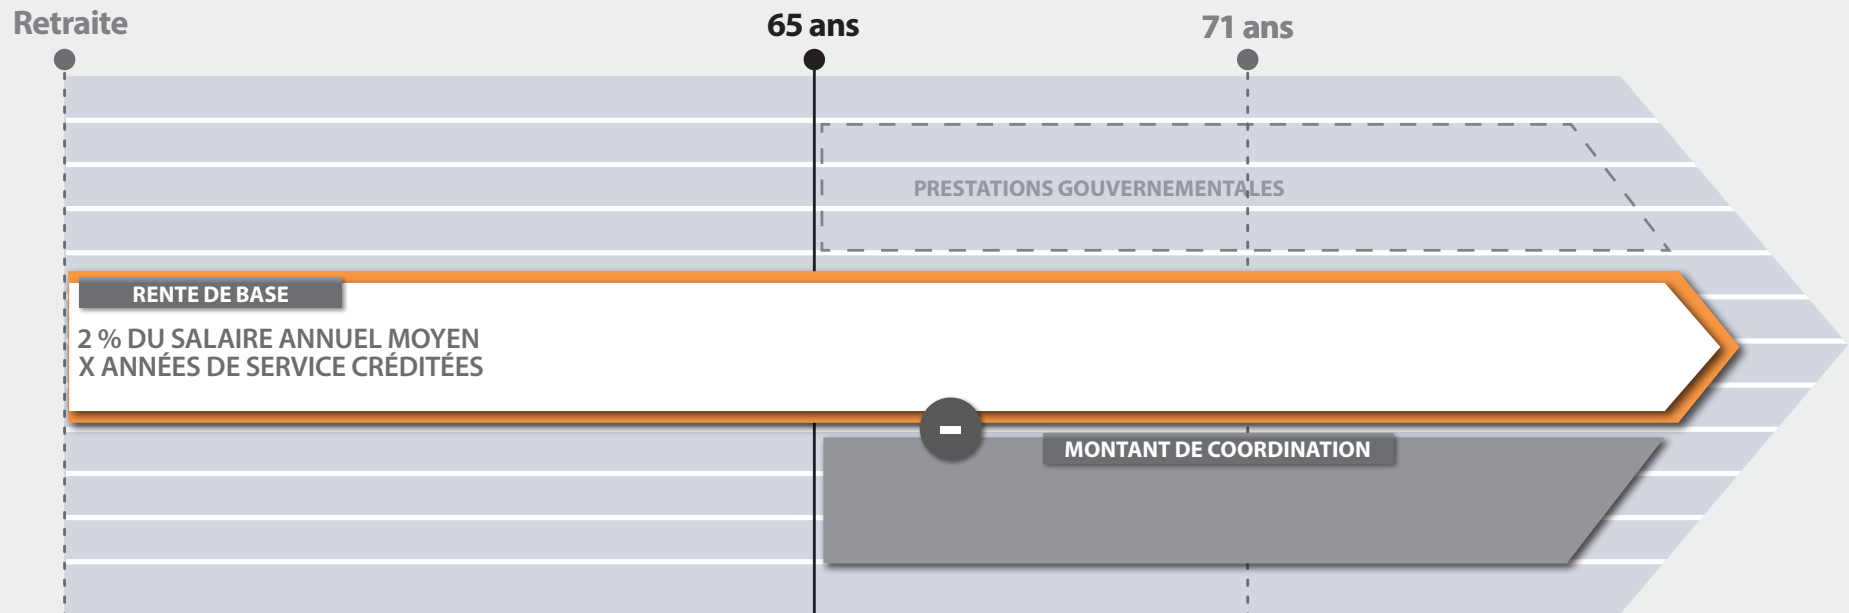 Retraite
65 ans
71 ans
PRESTATIONS GOUVERNEMENTALES
RENTE DE BASE
2 % DU SALAIRE ANNUEL MOYEN
X ANNÉES DE SERVICE CRÉDITÉES
-
MONTANT DE COORDINATION